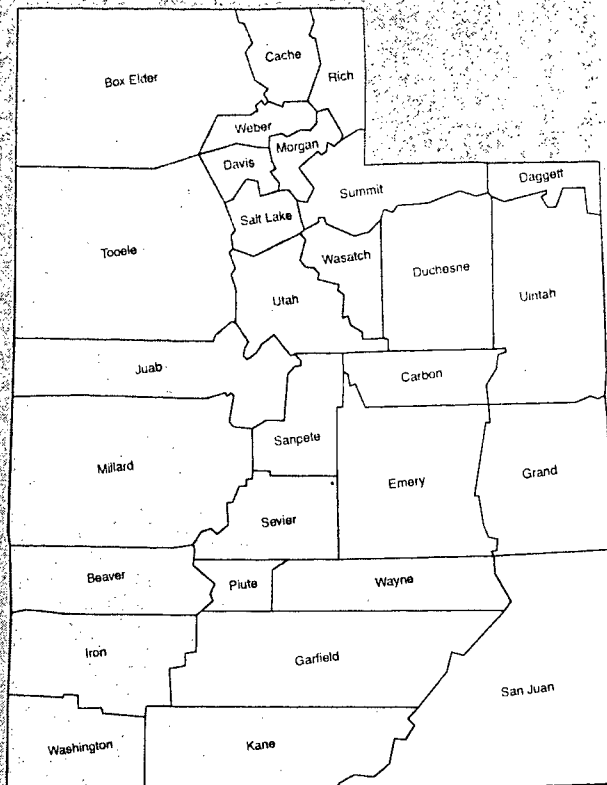 Cache
Box Elder
Rich
Weber
Morgan
Davis
Summit
Daggett
Salt Lake
Tooele
Wasatch
Duchesne
Uintah
Utah
Juab
Carbon
Sanpete
Millard
Emery
Grand
Sevier
Beaver
Piute
Wayne
Iron
Garfield
San Juan
Washington
Kane